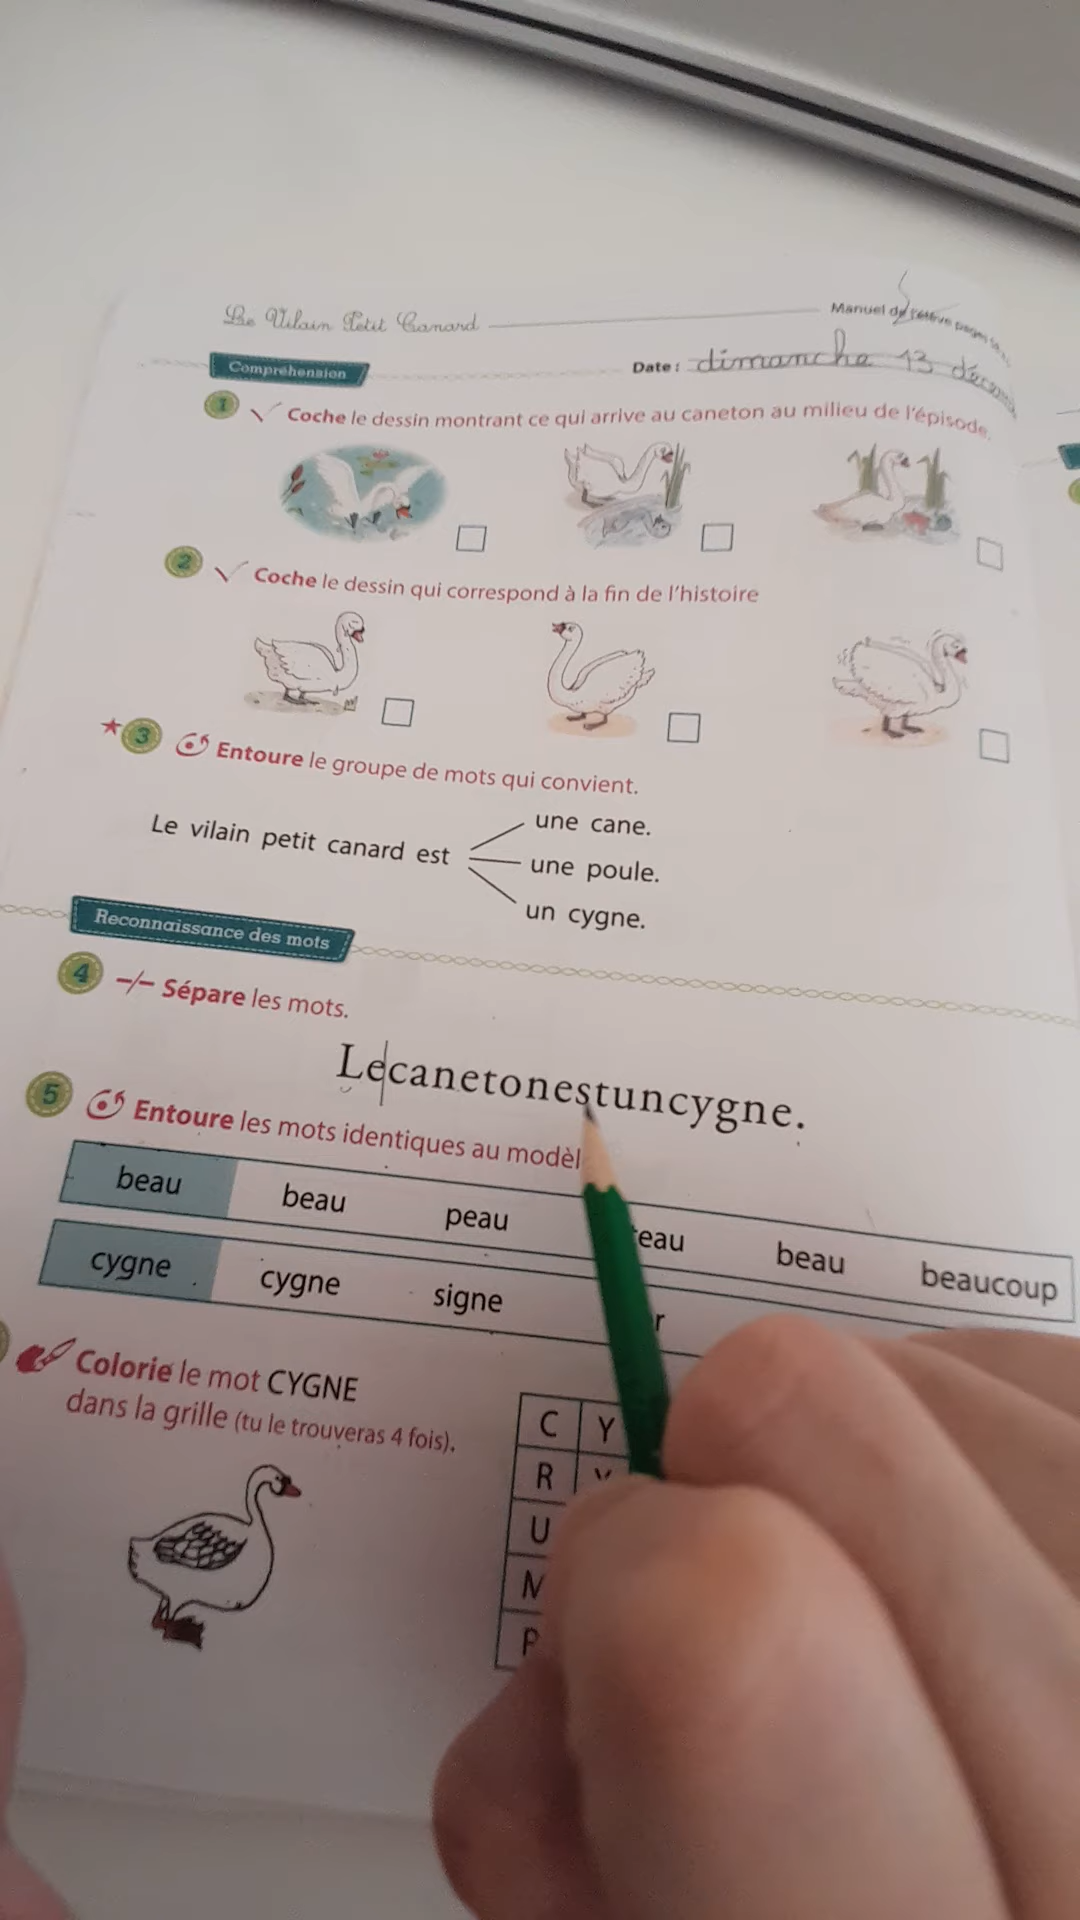 Le Vilain Petit Canard
Manuel de l'élève pages
Compréhension
Date : dimanche 13
1 Coche le dessin montrant ce qui arrive au caneton au milieu de l'épisode.
2 Coche le dessin qui correspond à la fin de l'histoire
3 Entoure le groupe de mots qui convient.
Le vilain petit canard est
une cane.
une poule.
un cygne.
Reconnaissance des mots
4 Sépare les mots.
Le|canetonestuncygne.
5 Entoure les mots identiques au modèl
beau beau peau eau beau beaucoup
cygne cygne signe r
Colorie le mot CYGNE
dans la grille (tu le trouveras 4 fois).
C Y
R
U
M
P